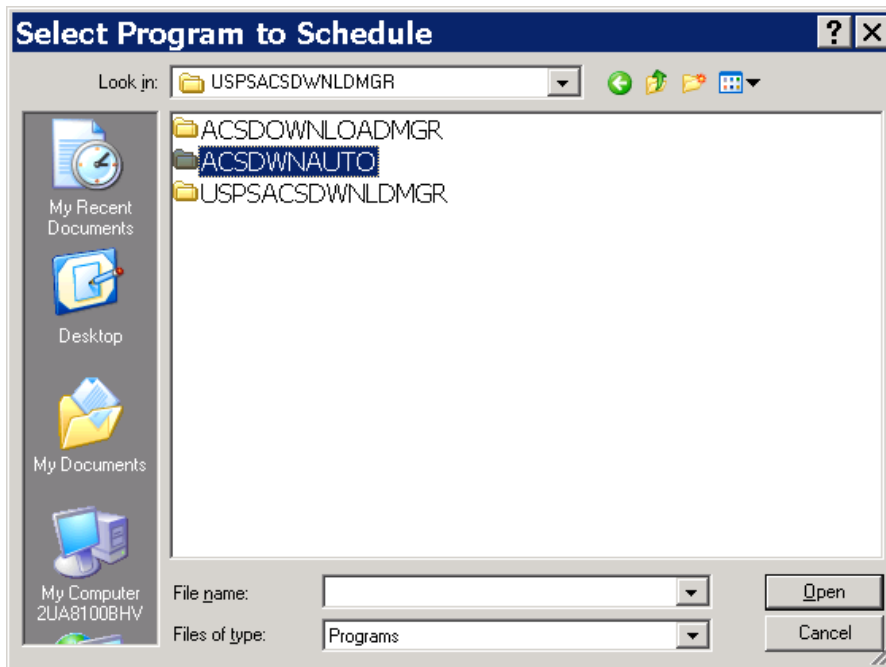 Select Program to Schedule
Look in: USPSACSDWNLDMGR
ACSDOWNLOADMGR
ACSDWNAUTO
USPSACSDWNLDMGR
My Recent
Documents
Desktop
My Documents
My Computer
2UA8100BHV
File name:
Open
Files of type: Programs
Cancel